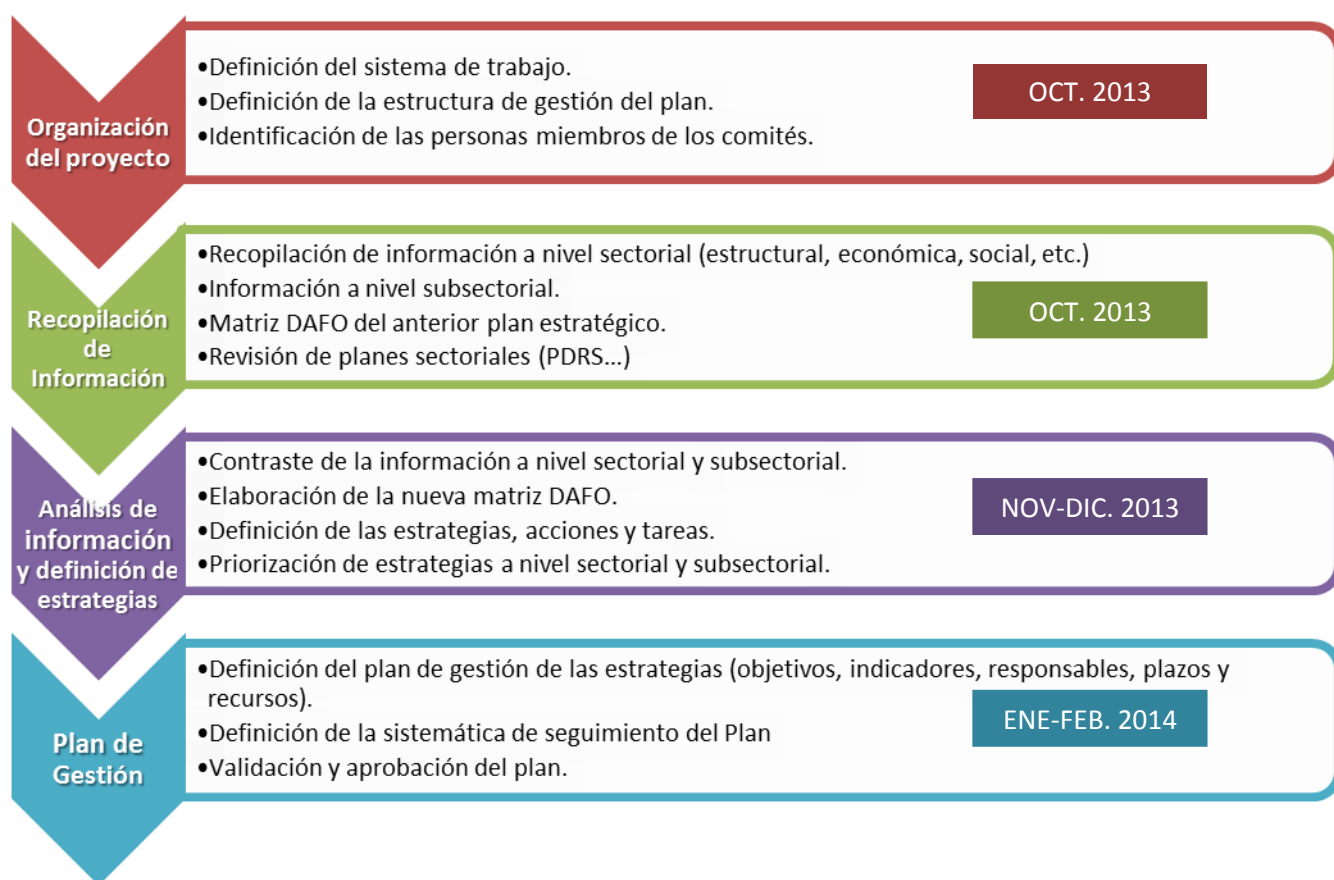 Organización
del proyecto
•Definición del sistema de trabajo.
•Definición de la estructura de gestión del plan.
•Identificación de las personas miembros de los comités.
OCT. 2013
Recopilación
de
Información
•Recopilación de información a nivel sectorial (estructural, económica, social, etc.)
•Información a nivel subsectorial.
•Matriz DAFO del anterior plan estratégico.
•Revisión de planes sectoriales (PDRS...)
OCT. 2013
Análisis de
información
y definición de
estrategias
•Contraste de la información a nivel sectorial y subsectorial.
•Elaboración de la nueva matriz DAFO.
•Definición de las estrategias, acciones y tareas.
•Priorización de estrategias a nivel sectorial y subsectorial.
NOV-DIC. 2013
Plan de
Gestión
•Definición del plan de gestión de las estrategias (objetivos, indicadores, responsables, plazos y
recursos).
•Definición de la sistemática de seguimiento del Plan
•Validación y aprobación del plan.
ENE-FEB. 2014